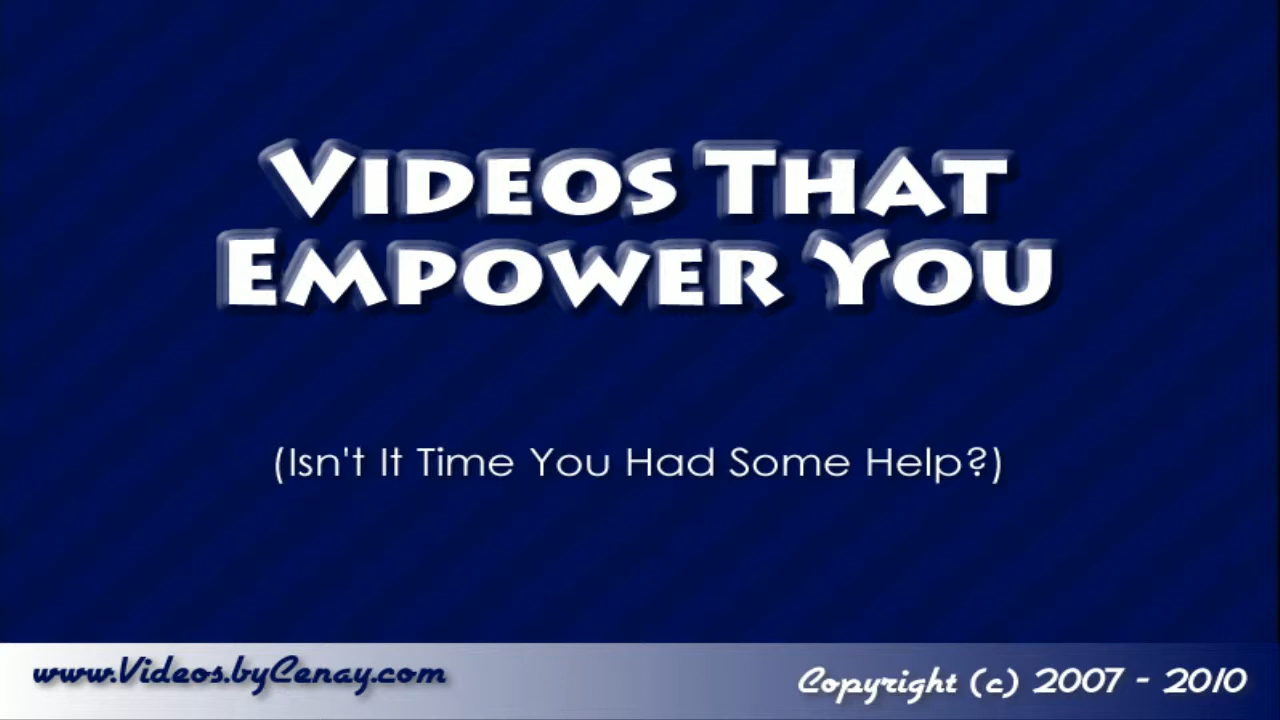 Videos That
Empower You
(Isn't It Time You Had Some Help?)
www.Videos.byCenay.com
Copyright (c) 2007 - 2010